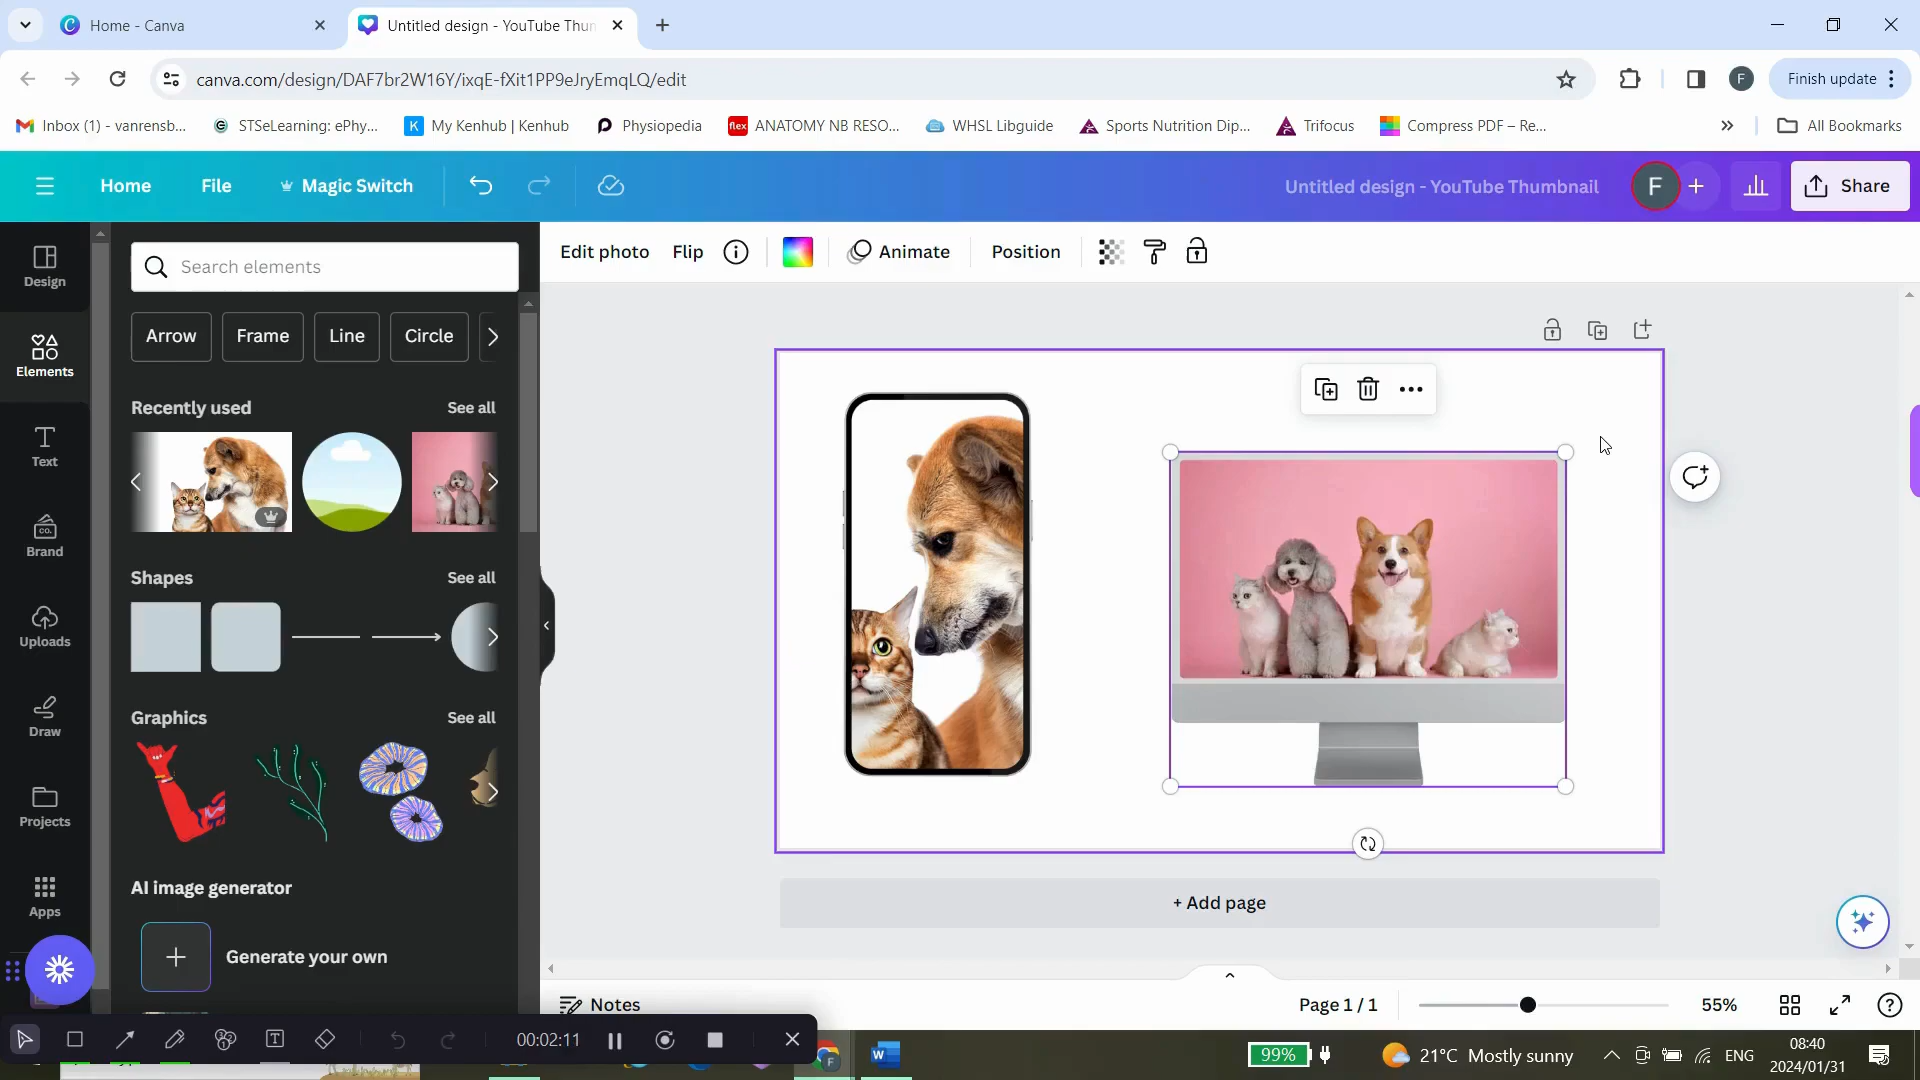 Home - Canva
Untitled design - YouTube Thun
canva.com/design/DAF7br2W16Y/ixqE-fXit1PP9eJryEmqLQ/edit
F
Finish update
Inbox (1) - vanrensb...
STSeLearning: ePhy...
K
My Kenhub | Kenhub
Physiopedia
flex
ANATOMY NB RESO...
WHSL Libguide
Sports Nutrition Dip...
Trifocus
Compress PDF – Re...
All Bookmarks
Home
File
Magic Switch
Untitled design - YouTube Thumbnail
F
Share
Design
Elements
Text
Brand
Uploads
Draw
Projects
Apps
Search elements
Arrow
Frame
Line
Circle
Recently used
See all
Shapes
See all
Graphics
See all
AI image generator
Generate your own
Edit photo
Flip
Animate
Position
+ Add page
Notes
Page 1 / 1
55%
00:02:11
99%
21°C Mostly sunny
ENG
08:40
2024/01/31